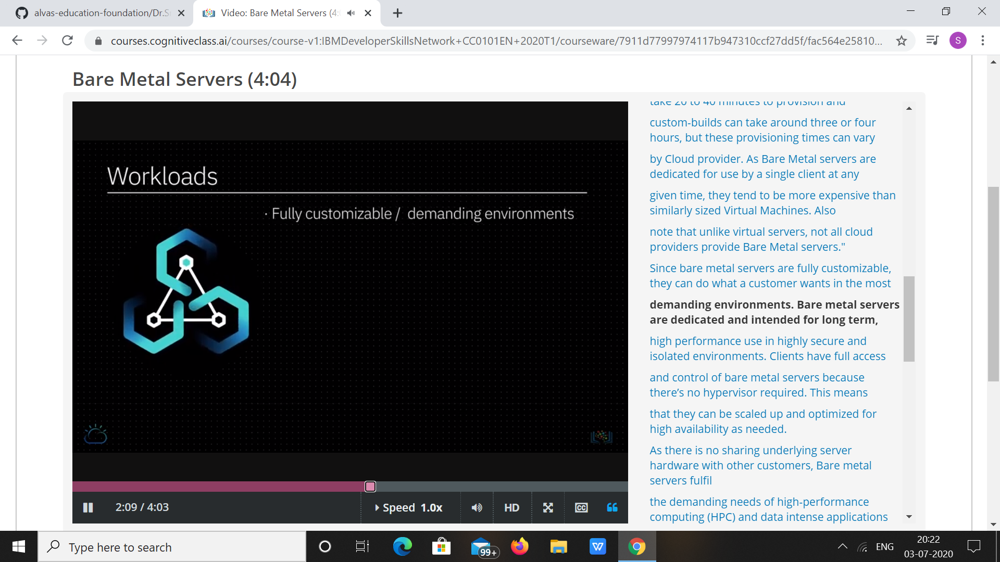 alvas-education-foundation/Dr.S
Video: Bare Metal Servers (4:
courses.cognitiveclass.ai/courses/course-v1:IBMDeveloperSkillsNetwork+CC0101EN+2020T1/courseware/7911d77997974117b947310ccf27dd5f/fac564e25810...
S
Bare Metal Servers (4:04)
Workloads
· Fully customizable / demanding environments
2:09 / 4:03
Speed 1.0x
HD
CC
take 20 to 40 minutes to provision and
custom-builds can take around three or four
hours, but these provisioning times can vary
by Cloud provider. As Bare Metal servers are
dedicated for use by a single client at any
given time, they tend to be more expensive than
similarly sized Virtual Machines. Also
note that unlike virtual servers, not all cloud
providers provide Bare Metal servers."
Since bare metal servers are fully customizable,
they can do what a customer wants in the most
demanding environments. Bare metal servers
are dedicated and intended for long term,
high performance use in highly secure and
isolated environments. Clients have full access
and control of bare metal servers because
there’s no hypervisor required. This means
that they can be scaled up and optimized for
high availability as needed.
As there is no sharing underlying server
hardware with other customers, Bare metal
servers fulfil
the demanding needs of high-performance
computing (HPC) and data intense applications
Type here to search
99+
W
ENG
20:22
03-07-2020